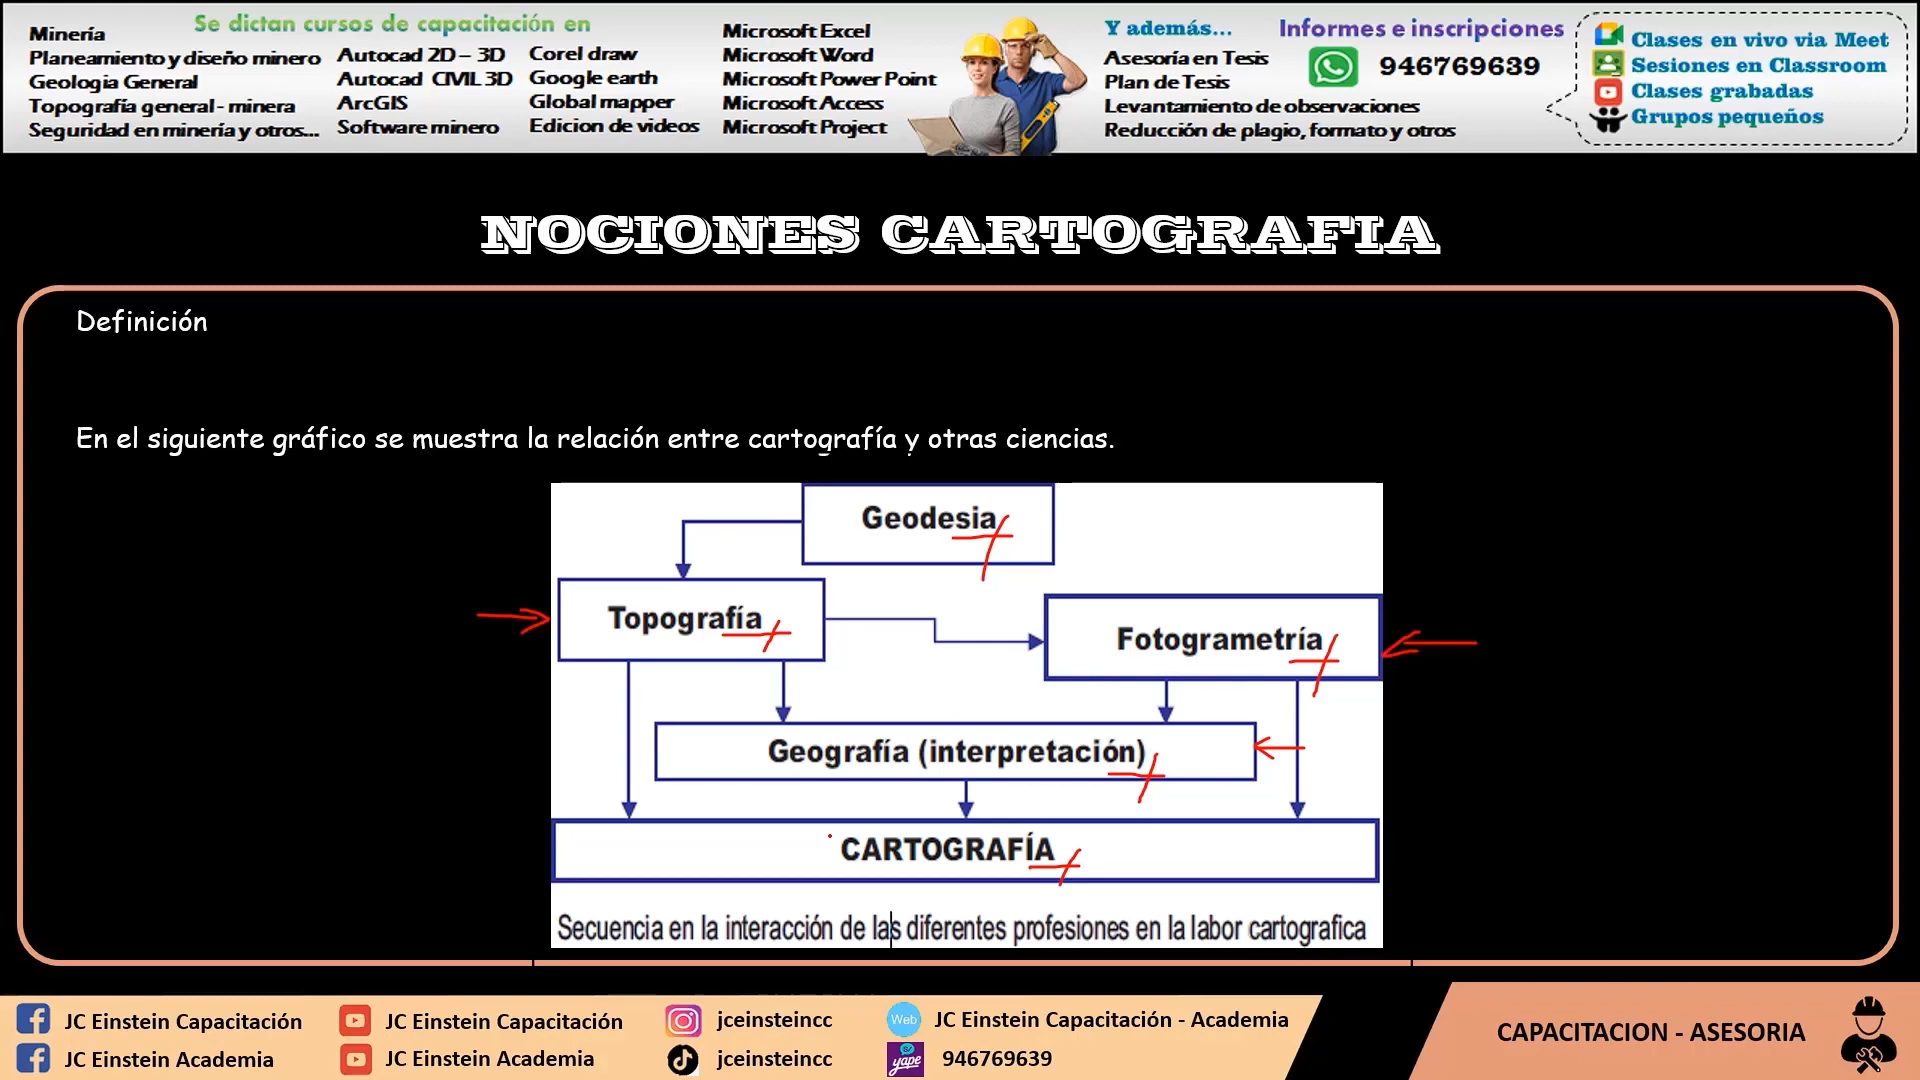 Se dictan cursos de capacitación en
Minería
Planeamiento y diseño minero
Geologia General
Topografía general - minera
Seguridad en minería y otros...
Autocad 2D – 3D
Autocad CIVIL 3D
ArcGIS
Software minero
Corel draw
Google earth
Global mapper
Edicion de videos
Microsoft Excel
Microsoft Word
Microsoft Power Point
Microsoft Access
Microsoft Project
Y además...
Asesoría en Tesis
Plan de Tesis
Levantamiento de observaciones
Reducción de plagio, formato y otros
Informes e inscripciones
946769639
Clases en vivo via Meet
Sesiones en Classroom
Clases grabadas
Grupos pequeños
NOCIONES CARTOGRAFIA
Definición
En el siguiente gráfico se muestra la relación entre cartografía y otras ciencias.
Geodesia
Topografía
Fotogrametría
Geografía (interpretación)
CARTOGRAFÍA
Secuencia en la interacción de las diferentes profesiones en la labor cartografica
JC Einstein Capacitación
JC Einstein Academia
JC Einstein Capacitación
JC Einstein Academia
jceinsteincc
jceinsteincc
Web
JC Einstein Capacitación - Academia
S/
yape
946769639
CAPACITACION - ASESORIA